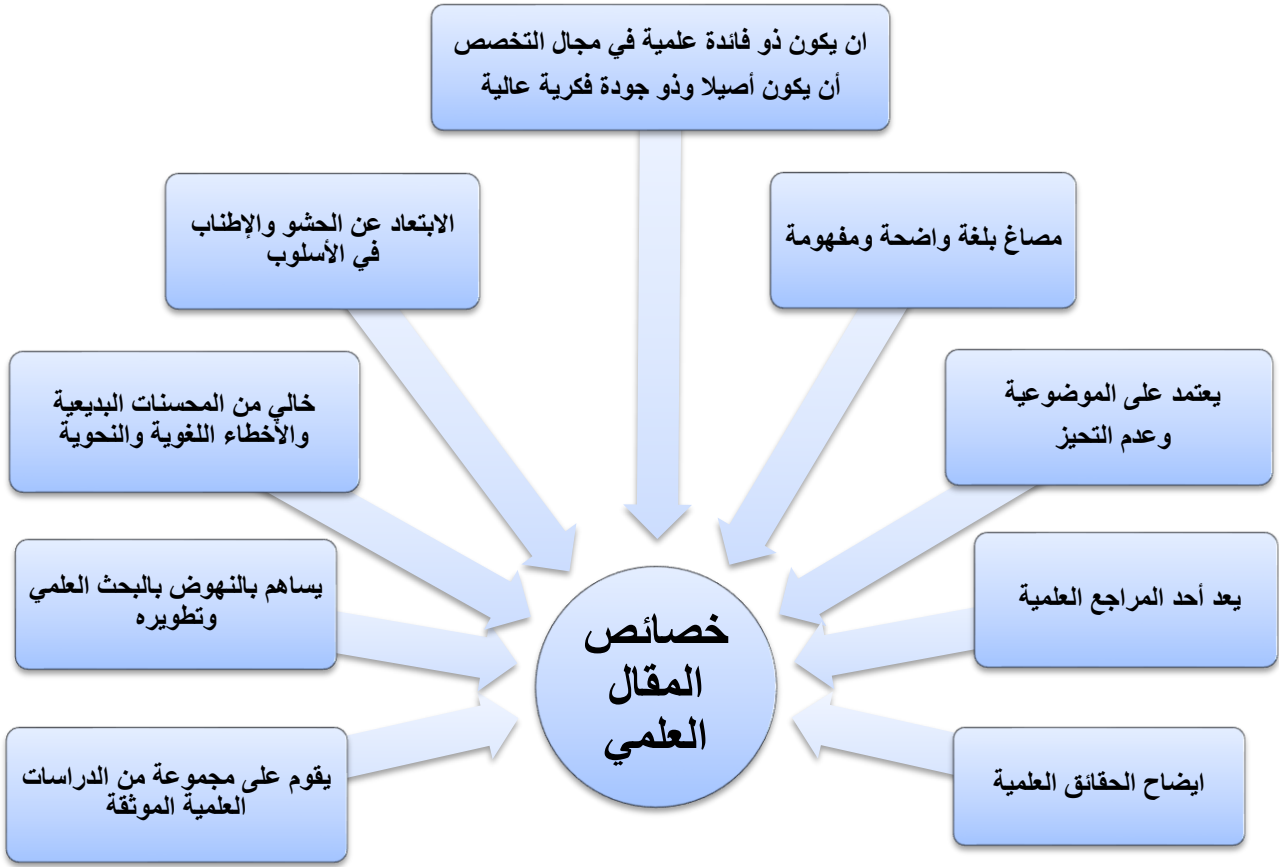 ان يكون ذو فائدة علمية في مجال التخصص
أن يكون أصيلا وذو جودة فكرية عالية
مصاغ بلغة واضحة ومفهومة
الابتعاد عن الحشو والإطناب
في الأسلوب
يعتمد على الموضوعية
وعدم التحيز
خالي من المحسنات البديعية
والأخطاء اللغوية والنحوية
يعد أحد المراجع العلمية
يساهم بالنهوض بالبحث العلمي
وتطويره
ايضاح الحقائق العلمية
يقوم على مجموعة من الدراسات
العلمية الموثقة
خصائص
المقال
العلمي